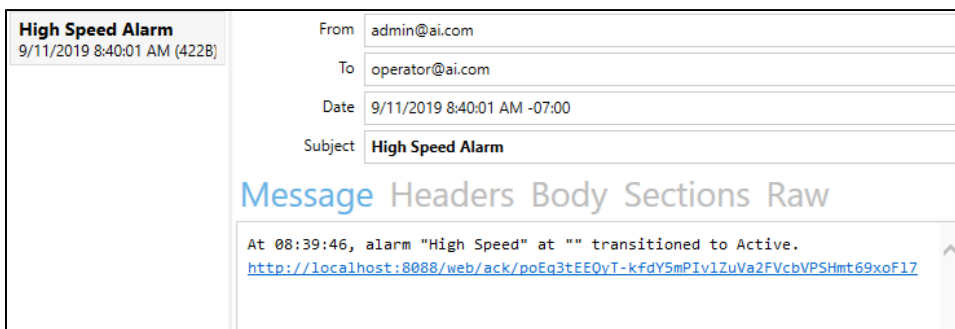 High Speed Alarm
9/11/2019 8:40:01 AM (422B)
From admin@ai.com
To operator@ai.com
Date 9/11/2019 8:40:01 AM -07:00
Subject High Speed Alarm
Message Headers Body Sections Raw
At 08:39:46, alarm "High Speed" at "" transitioned to Active.
http://localhost:8088/web/ack/poEq3tEEQyT-kfdY5mPIvlZuVa2FVcbVPSHmt69xoFl7